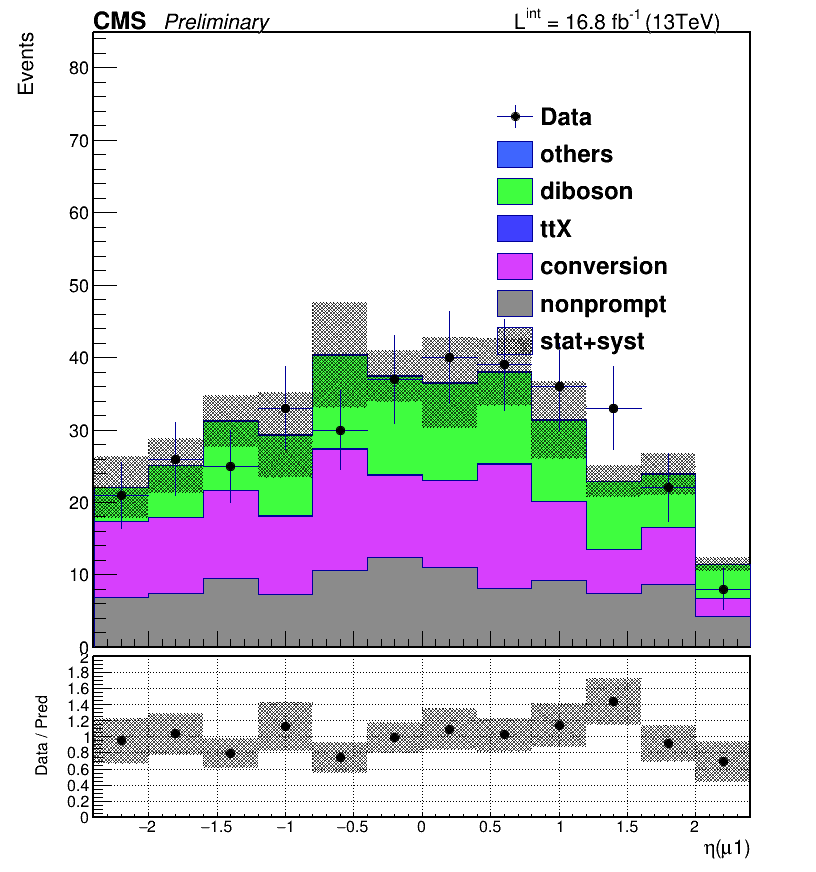 CMS Preliminary L^int = 16.8 fb^-1 (13TeV)
Events
80
70
60
50
40
30
20
10
0
Data
others
diboson
ttX
conversion
nonprompt
stat+syst
Data / Pred
2
1.8
1.6
1.4
1.2
1
0.8
0.6
0.4
0.2
0
−2 −1.5 −1 −0.5 0 0.5 1 1.5 2
η(μ1)